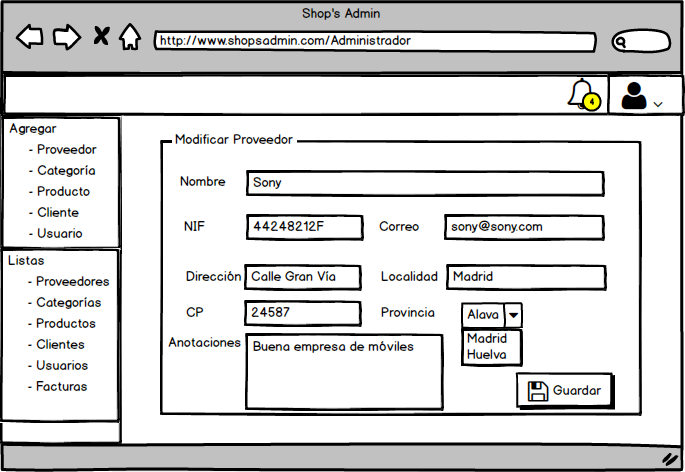 Shop's Admin
http://www.shopsadmin.com/Administrador
4
Agregar
- Proveedor
- Categoría
- Producto
- Cliente
- Usuario
Listas
- Proveedores
- Categorías
- Productos
- Clientes
- Usuarios
- Facturas
Modificar Proveedor
Nombre Sony
NIF 44248212F Correo sony@sony.com
Dirección Calle Gran Vía Localidad Madrid
CP 24587 Provincia Alava
Madrid
Huelva
Anotaciones Buena empresa de móviles
Guardar